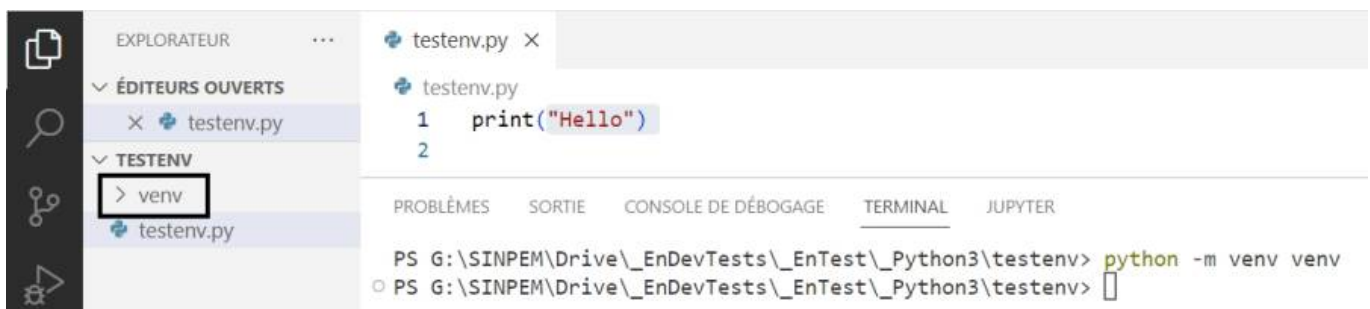 EXPLORATEUR ...
ÉDITEURS OUVERTS
testenv.py
TESTENV
venv
testenv.py
testenv.py
testenv.py
1 print("Hello")
2
PROBLÈMES SORTIE CONSOLE DE DÉBOGAGE TERMINAL JUPYTER
PS G:\SINPEM\Drive\_EnDevTests\_EnTest\_Python3\testenv> python -m venv venv
PS G:\SINPEM\Drive\_EnDevTests\_EnTest\_Python3\testenv>